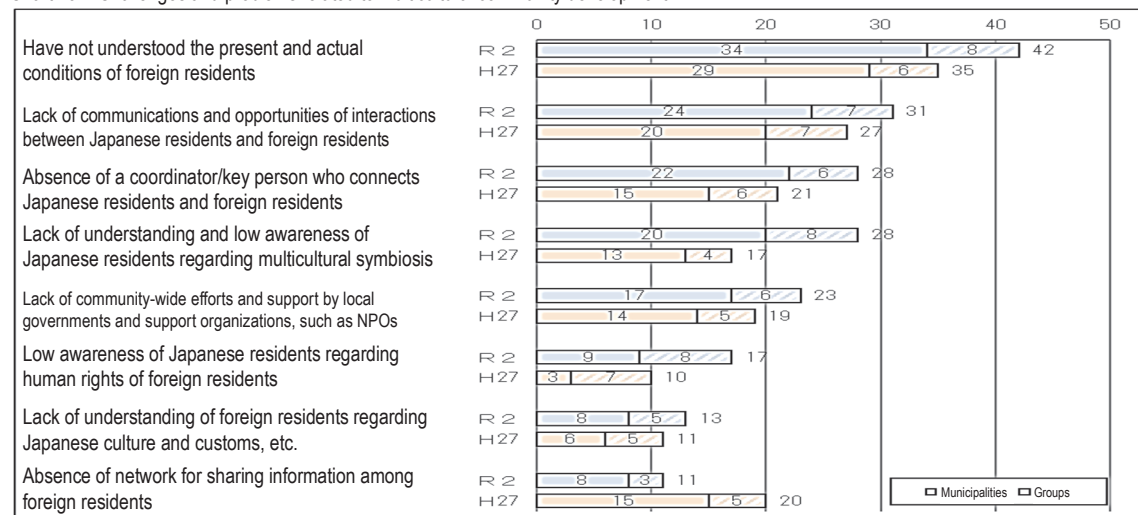 0 10 20 30 40 50
Have not understood the present and actual
conditions of foreign residents
R 2 34 8 42
H27 29 6 35
Lack of communications and opportunities of interactions
between Japanese residents and foreign residents
R 2 24 7 31
H27 20 7 27
Absence of a coordinator/key person who connects
Japanese residents and foreign residents
R 2 22 6 28
H27 15 6 21
Lack of understanding and low awareness of
Japanese residents regarding multicultural symbiosis
R 2 20 8 28
H27 13 4 17
Lack of community-wide efforts and support by local
governments and support organizations, such as NPOs
R 2 17 6 23
H27 14 5 19
Low awareness of Japanese residents regarding
human rights of foreign residents
R 2 9 8 17
H27 3 7 10
Lack of understanding of foreign residents regarding
Japanese culture and customs, etc.
R 2 8 5 13
H27 6 5 11
Absence of network for sharing information among
foreign residents
R 2 8 3 11
H27 15 5 20
Municipalities Groups